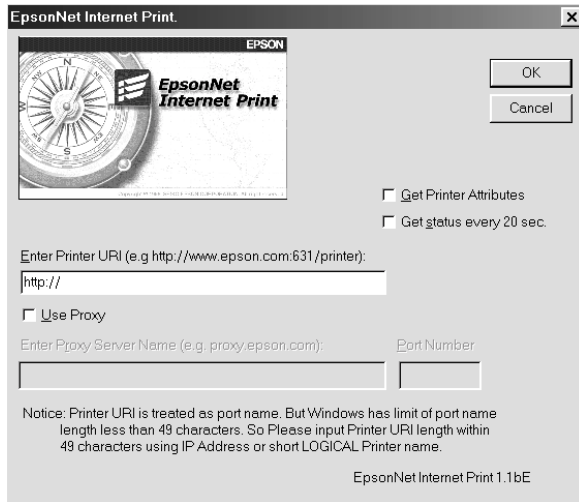 EpsonNet Internet Print.
EPSON
EpsonNet
Internet Print
N
NE
E
S
W
NW
OK
Cancel
Get Printer Attributes
Get status every 20 sec.
Enter Printer URI (e.g http://www.epson.com:631/printer):
http://
Use Proxy
Enter Proxy Server Name (e.g. proxy.epson.com):
Port Number
Notice: Printer URI is treated as port name. But Windows has limit of port name
length less than 49 characters. So Please input Printer URI length within
49 characters using IP Address or short LOGICAL Printer name.
EpsonNet Internet Print 1.1bE